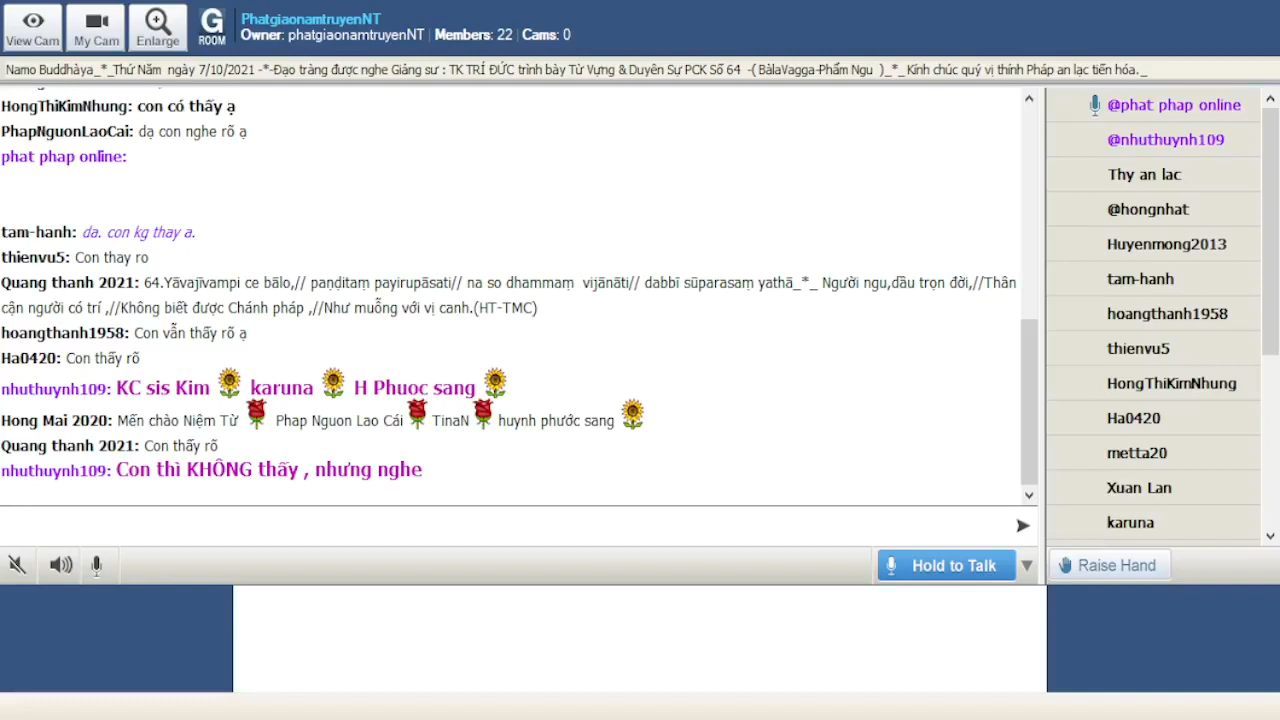 View Cam
My Cam
Enlarge
G
ROOM
PhatgiaonamtruyenNT
Owner: phatgiaonamtruyenNT | Members: 22 | Cams: 0
Namo Buddhàya_*_Thứ Năm ngày 7/10/2021 -*-Đạo tràng được nghe Giảng sư : TK TRÍ ĐỨC trình bày Từ Vựng & Duyên Sự PCK Số 64 -( BàlaVagga-Phẩm Ngu )_*_ Kính chúc quý vị thính Pháp an lạc tiến hóa._
HongThiKimNhung: con có thấy ạ
PhapNguonLaoCai: dạ con nghe rõ ạ
phat phap online:
tam-hanh: da. con kg thay a.
thienvu5: Con thay ro
Quang thanh 2021: 64.Yāvajīvampi ce bālo,// paṇḍitaṃ payirupāsati// na so dhammaṃ vijānāti// dabbī sūparasaṃ yathā_*_ Người ngu,dầu trọn đời,//Thân
cận người có trí ,//Không biết được Chánh pháp ,//Như muỗng với vị canh.(HT-TMC)
hoangthanh1958: Con vẫn thấy rõ ạ
Ha0420: Con thấy rõ
nhuthuynh109: KC sis Kim karuna H Phuoc sang
Hong Mai 2020: Mến chào Niệm Từ Phap Nguon Lao Cái TinaN huynh phước sang
Quang thanh 2021: Con thấy rõ
nhuthuynh109: Con thì KHÔNG thấy , nhưng nghe
@phat phap online
@nhuthuynh109
Thy an lac
@hongnhat
Huyenmong2013
tam-hanh
hoangthanh1958
thienvu5
HongThiKimNhung
Ha0420
metta20
Xuan Lan
karuna
Hold to Talk
Raise Hand